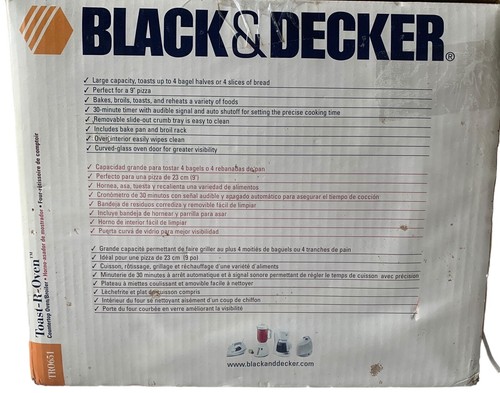 BLACK&DECKER®
✓ Large capacity, toasts up to 4 bagel halves or 4 slices of bread
✓ Perfect for a 9" pizza
✓ Bakes, broils, toasts, and reheats a variety of foods
✓ 30-minute timer with audible signal and auto shutoff for setting the precise cooking time
✓ Removable slide-out crumb tray is easy to clean
✓ Includes bake pan and broil rack
✓ Oven interior easily wipes clean
✓ Curved-glass oven door for greater visibility
✓ Capacidad grande para tostar 4 bagels o 4 rebanadas de pan
✓ Perfecto para una pizza de 23 cm (9")
✓ Hornea, asa, tuesta y recalienta una variedad de alimentos
✓ Cronómetro de 30 minutos con señal audible y apagado automático para asegurar el tiempo de cocción
✓ Bandeja de residuos corrediza y removible fácil de limpiar
✓ Incluye bandeja de hornear y parrilla para asar
✓ Horno de interior fácil de limpiar
✓ Puerta curva de vidrio para mejor visibilidad
✓ Grande capacité permettant de faire griller au plus 4 moitiés de bagels ou 4 tranches de pain
✓ Idéal pour une pizza de 23 cm (9 po)
✓ Cuisson, rôtissage, grillage et réchauffage d'une variété d'aliments
✓ Minuterie de 30 minutes à arrêt automatique et à signal sonore permettant de régler le temps de cuisson avec précision
✓ Plateau à miettes coulissant et amovible facile à nettoyer
✓ Lèchefrite et plat de cuisson compris
✓ Intérieur du four se nettoyant aisément d'un coup de chiffon
✓ Porte du four courbée en verre améliorant la visibilité
www.blackanddecker.com
Toast-R-Oven™
Countertop Oven/Broiler • Horno asador de mostrador • Four-rôtissoire de comptoir
TRO651